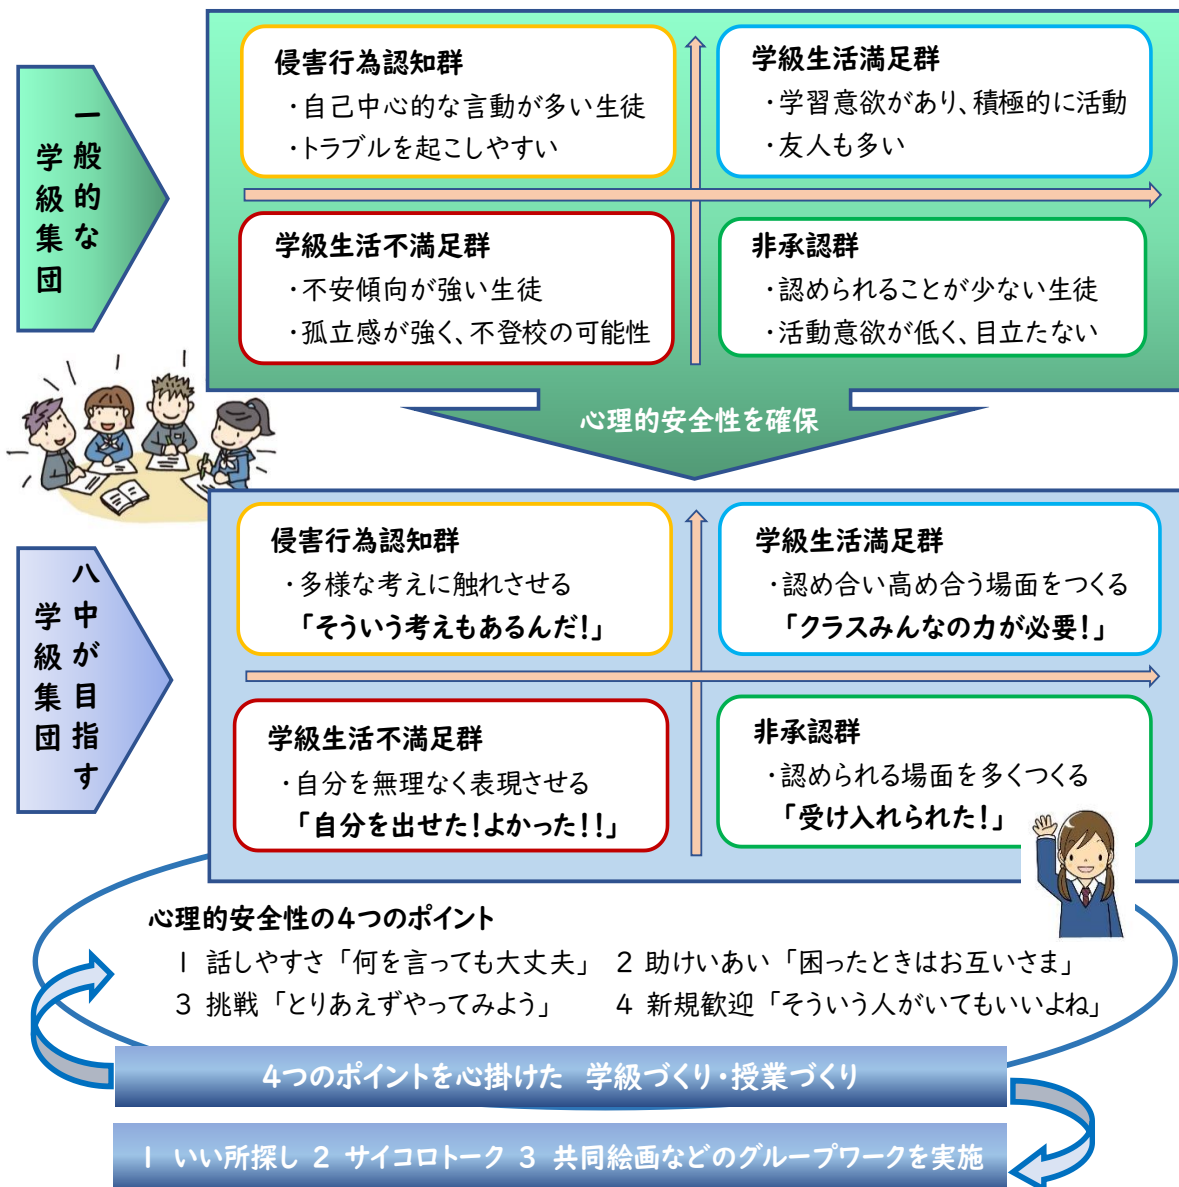 一般的な
学級集団
侵害行為認知群
・自己中心的な言動が多い生徒
・トラブルを起こしやすい
学級生活満足群
・学習意欲があり、積極的に活動
・友人も多い
学級生活不満足群
・不安傾向が強い生徒
・孤立感が強く、不登校の可能性
非承認群
・認められることが少ない生徒
・活動意欲が低く、目立たない
心理的安全性を確保
八中が目指す
学級集団
侵害行為認知群
・多様な考えに触れさせる
「そういう考えもあるんだ!」
学級生活満足群
・認め合い高め合う場面をつくる
「クラスみんなの力が必要!」
学級生活不満足群
・自分を無理なく表現させる
「自分を出せた!よかった!!」
非承認群
・認められる場面を多くつくる
「受け入れられた!」
心理的安全性の4つのポイント
1 話しやすさ「何を言っても大丈夫」 2 助けいあい「困ったときはお互いさま」
3 挑戦「とりあえずやってみよう」 4 新規歓迎「そういう人がいてもいいよね」
4つのポイントを心掛けた 学級づくり・授業づくり
1 いい所探し 2 サイコロトーク 3 共同絵画などのグループワークを実施